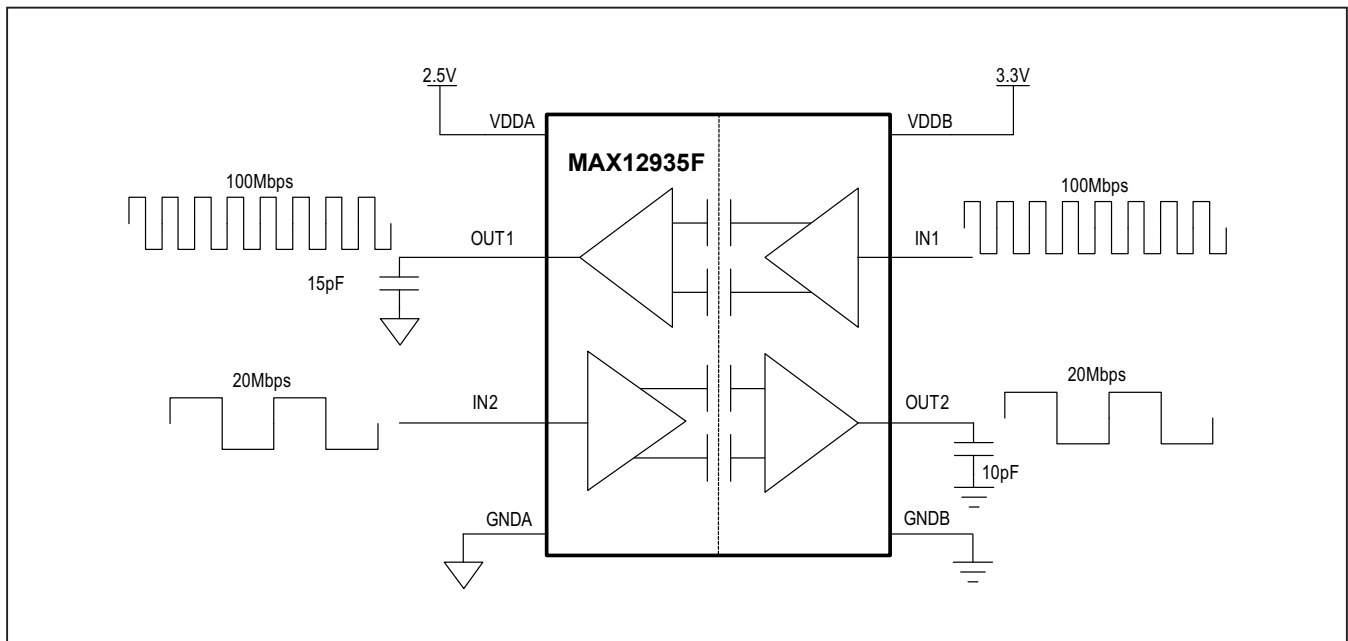 2.5V
3.3V
VDDA
VDDB
MAX12935F
100Mbps
100Mbps
OUT1
IN1
15pF
20Mbps
20Mbps
IN2
OUT2
10pF
GNDA
GNDB